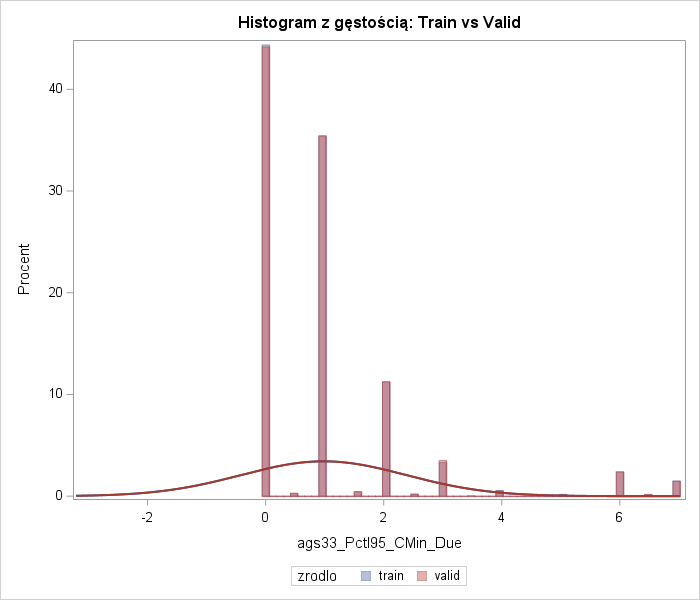 Histogram z gęstością: Train vs Valid
Procent
40
30
20
10
0
-2
0
2
4
6
ags33_Pctl95_CMin_Due
zrodlo train valid